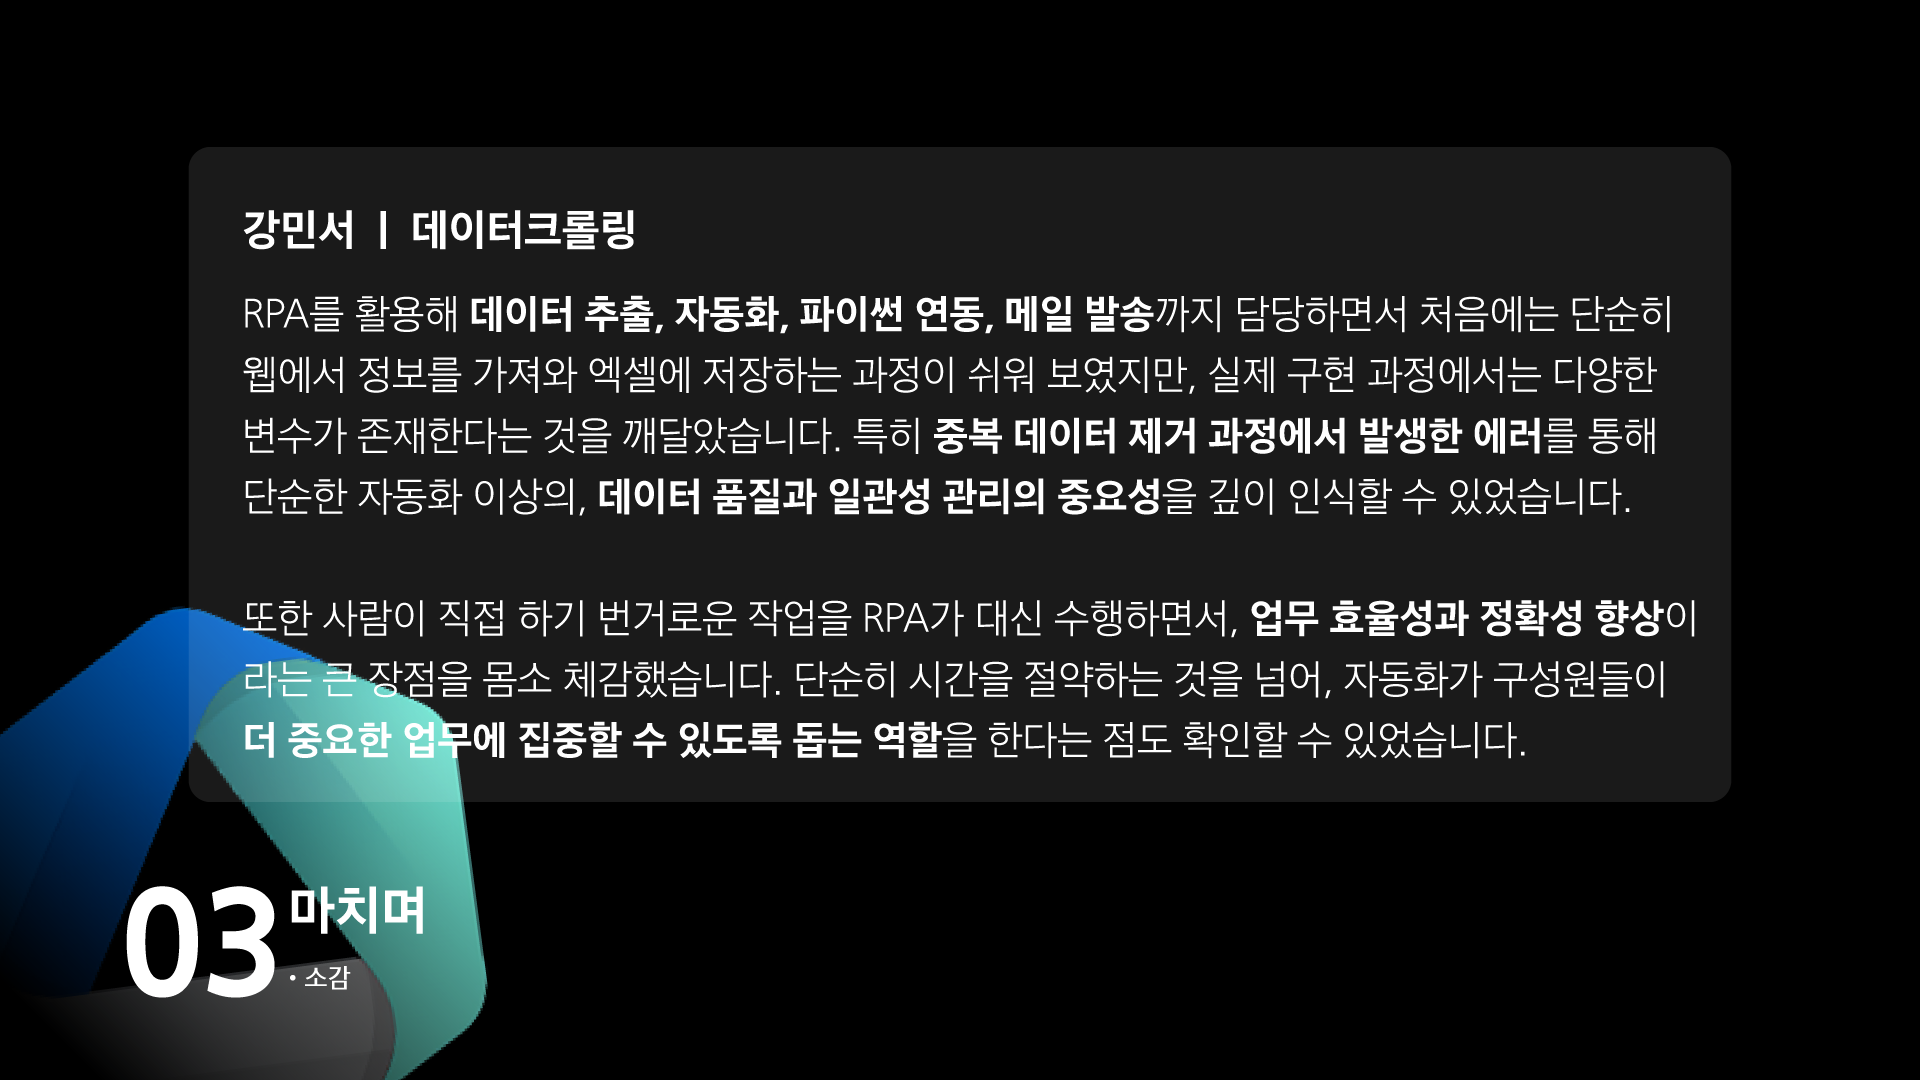 강민서 | 데이터크롤링
RPA를 활용해 데이터 추출, 자동화, 파이썬 연동, 메일 발송까지 담당하면서 처음에는 단순히
웹에서 정보를 가져와 엑셀에 저장하는 과정이 쉬워 보였지만, 실제 구현 과정에서는 다양한
변수가 존재한다는 것을 깨달았습니다. 특히 중복 데이터 제거 과정에서 발생한 에러를 통해
단순한 자동화 이상의, 데이터 품질과 일관성 관리의 중요성을 깊이 인식할 수 있었습니다.
또한 사람이 직접 하기 번거로운 작업을 RPA가 대신 수행하면서, 업무 효율성과 정확성 향상이
라는 큰 장점을 몸소 체감했습니다. 단순히 시간을 절약하는 것을 넘어, 자동화가 구성원들이
더 중요한 업무에 집중할 수 있도록 돕는 역할을 한다는 점도 확인할 수 있었습니다.
03 마치며
• 소감